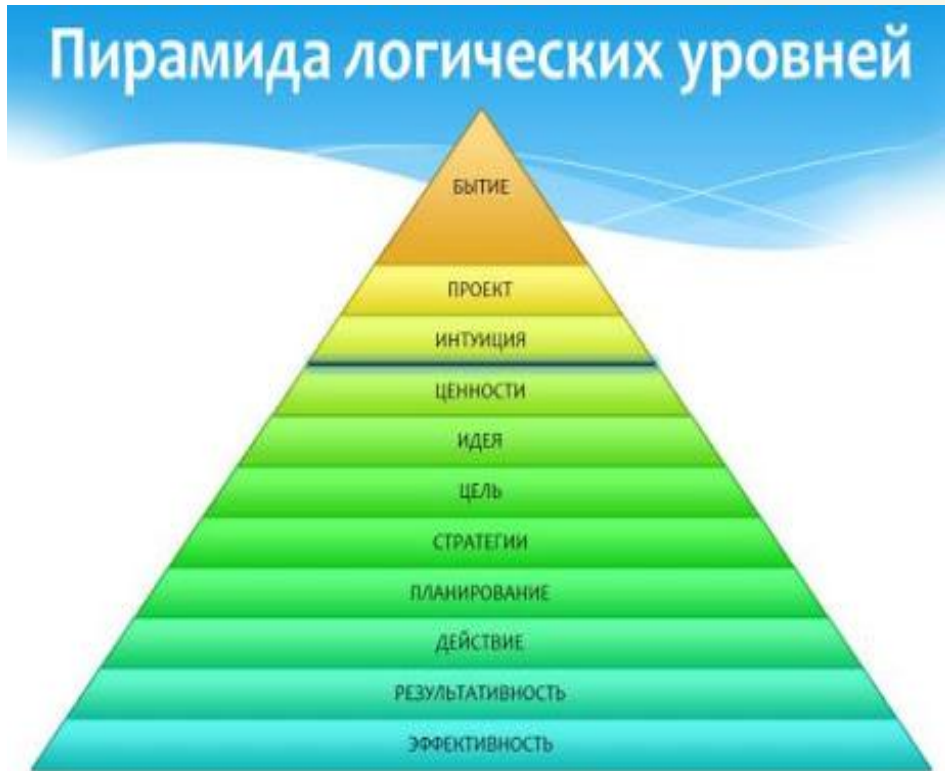 Пирамида логических уровней
БЫТИЕ
ПРОЕКТ
ИНТУИЦИЯ
ЦЕННОСТИ
ИДЕЯ
ЦЕЛЬ
СТРАТЕГИИ
ПЛАНИРОВАНИЕ
ДЕЙСТВИЕ
РЕЗУЛЬТАТИВНОСТЬ
ЭФФЕКТИВНОСТЬ